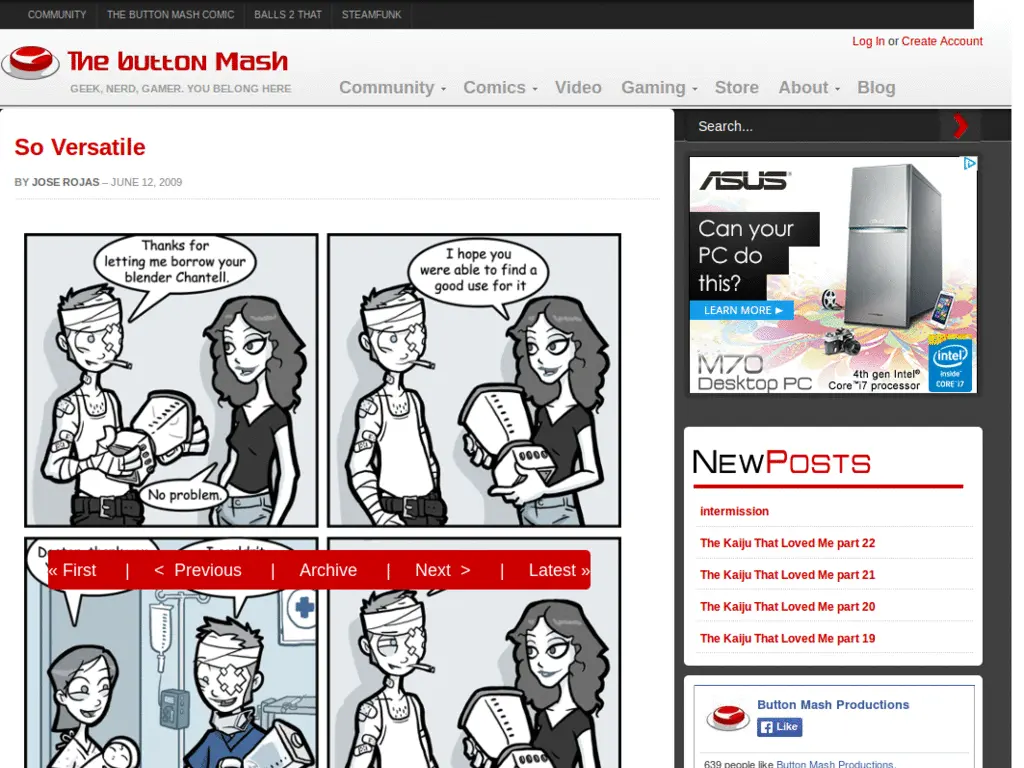 COMMUNITY
THE BUTTON MASH COMIC
BALLS 2 THAT
STEAMFUNK
Log In or Create Account
The Button Mash
GEEK, NERD, GAMER. YOU BELONG HERE
Community
Comics
Video
Gaming
Store
About
Blog
So Versatile
BY JOSE ROJAS – JUNE 12, 2009
Thanks for
letting me borrow your
blender Chantell.
No problem.
I hope you
were able to find a
good use for it
« First | < Previous | Archive | Next > | Latest »
Search...
ASUS
Can your
PC do
this?
LEARN MORE ►
M70
Desktop PC
4th gen Intel®
Core™i7 processor
intel
inside™
CORE™i7
NewPosts
intermission
The Kaiju That Loved Me part 22
The Kaiju That Loved Me part 21
The Kaiju That Loved Me part 20
The Kaiju That Loved Me part 19
Button Mash Productions
Like
639 people like Button Mash Productions.